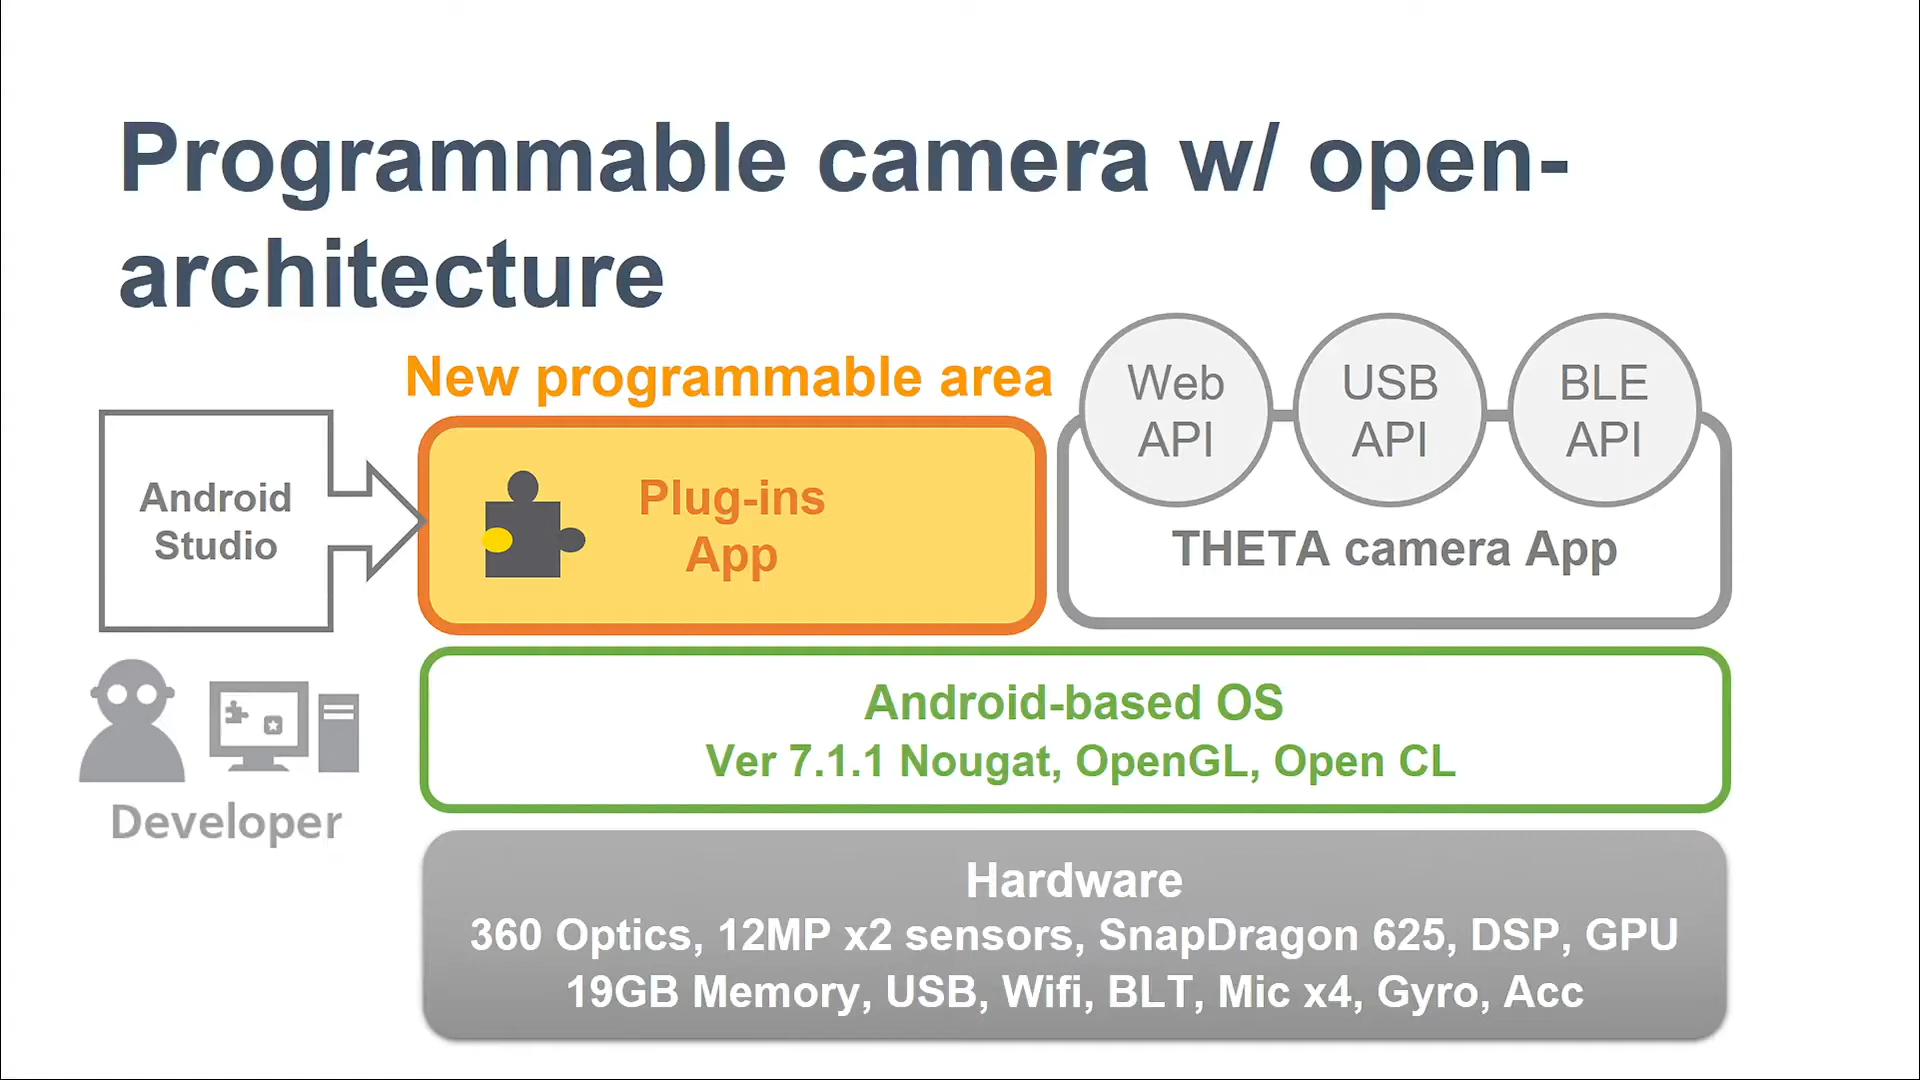 Programmable camera w/ open-
architecture
New programmable area
Web
API
USB
API
BLE
API
Android
Studio
Plug-ins
App
THETA camera App
Developer
Android-based OS
Ver 7.1.1 Nougat, OpenGL, Open CL
Hardware
360 Optics, 12MP x2 sensors, SnapDragon 625, DSP, GPU
19GB Memory, USB, Wifi, BLT, Mic x4, Gyro, Acc